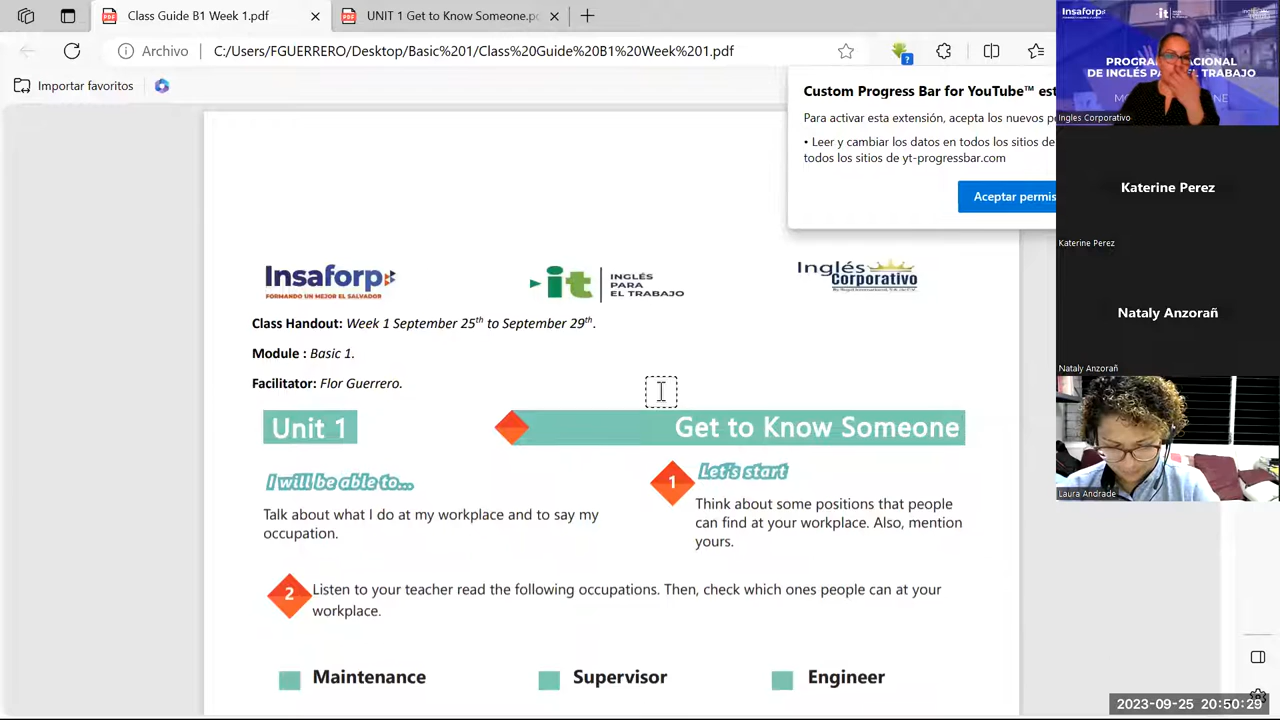 Class Guide B1 Week 1.pdf
UNIT 1 Get to Know Someone.p
Archivo
C:/Users/FGUERRERO/Desktop/Basic%201/Class%20Guide%20B1%20Week%201.pdf
Importar favoritos
Custom Progress Bar for YouTube™ est
Para activar esta extensión, acepta los nuevos pe
• Leer y cambiar los datos en todos los sitios de
todos los sitios de yt-progressbar.com
Aceptar permis
Insaforp
FORMANDO UN MEJOR EL SALVADOR
it
INGLÉS
PARA
EL TRABAJO
Inglés
Corporativo
Class Handout: Week 1 September 25th to September 29th.
Module : Basic 1.
Facilitator: Flor Guerrero.
Unit 1
Get to Know Someone
I will be able to...
Talk about what I do at my workplace and to say my
occupation.
1
Let's start
Think about some positions that people
can find at your workplace. Also, mention
yours.
2
Listen to your teacher read the following occupations. Then, check which ones people can at your
workplace.
Maintenance
Supervisor
Engineer
Insaforp
it
Ingles Corporativo
Katerine Perez
Katerine Perez
Nataly Anzorañ
Nataly Anzorañ
Laura Andrade
2023-09-25 20:50:29